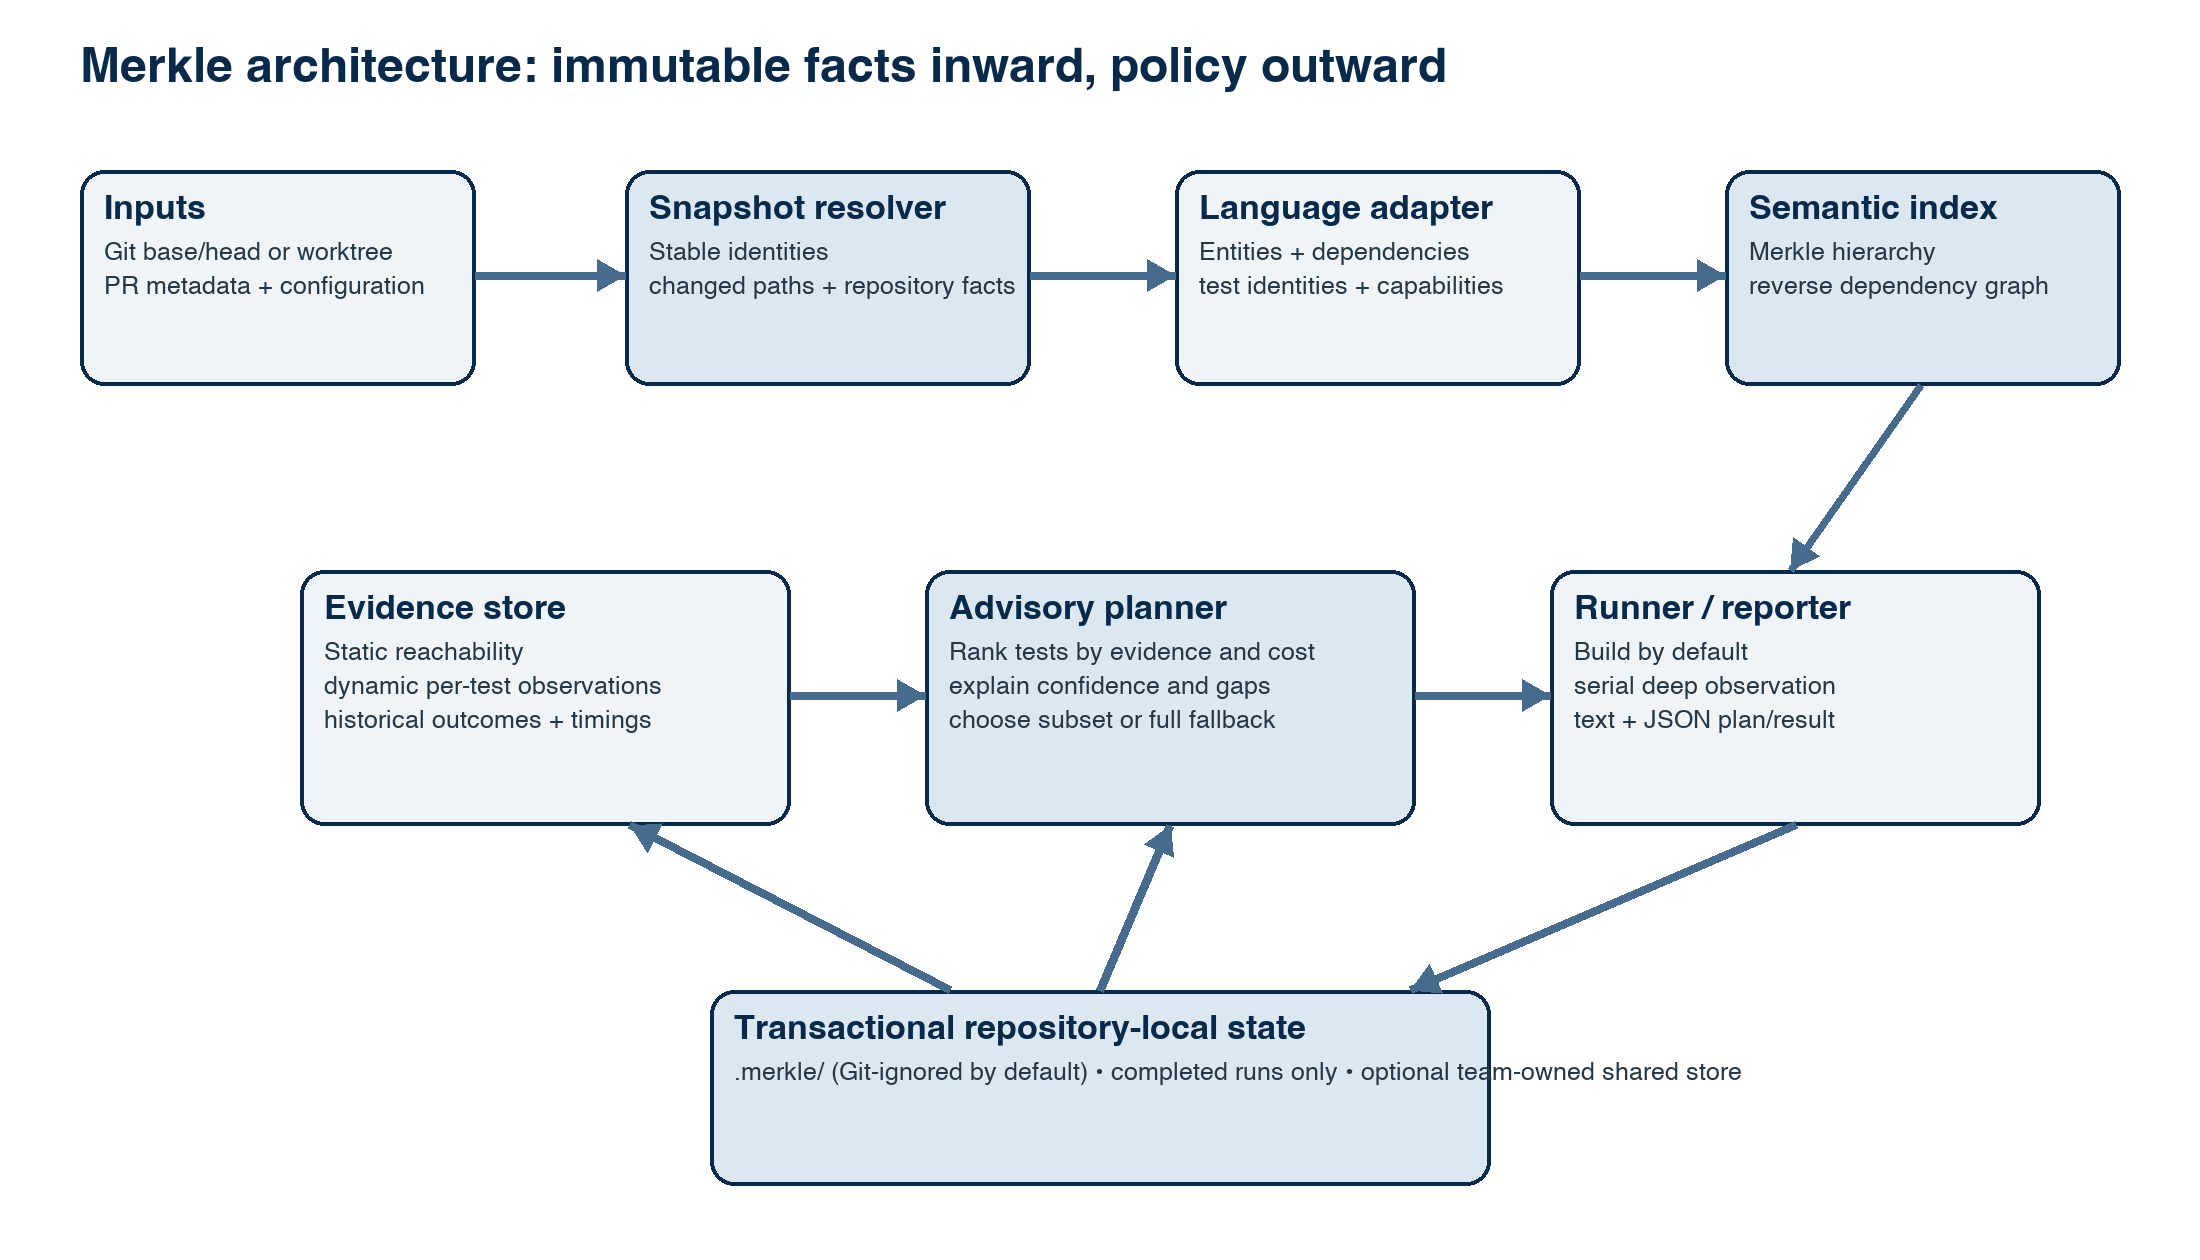 Merkle architecture: immutable facts inward, policy outward
Inputs
Git base/head or worktree
PR metadata + configuration
Snapshot resolver
Stable identities
changed paths + repository facts
Language adapter
Entities + dependencies
test identities + capabilities
Semantic index
Merkle hierarchy
reverse dependency graph
Evidence store
Static reachability
dynamic per-test observations
historical outcomes + timings
Advisory planner
Rank tests by evidence and cost
explain confidence and gaps
choose subset or full fallback
Runner / reporter
Build by default
serial deep observation
text + JSON plan/result
Transactional repository-local state
.merkle/ (Git-ignored by default) • completed runs only • optional team-owned shared store